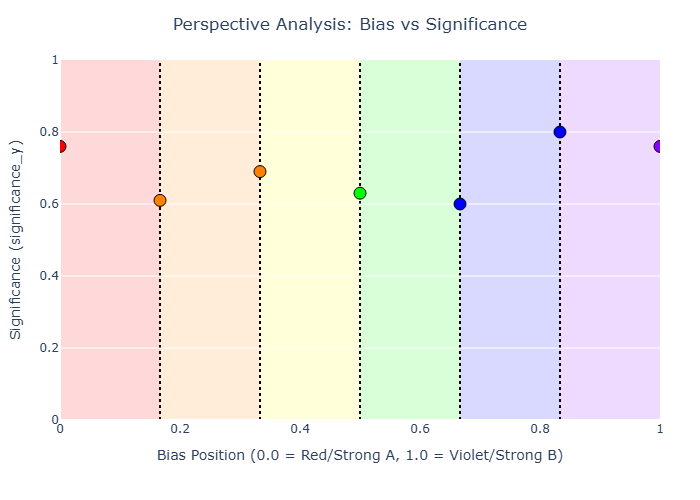 Perspective Analysis: Bias vs Significance
Significance (significance_y)
1
0.8
0.6
0.4
0.2
0
0 0.2 0.4 0.6 0.8 1
Bias Position (0.0 = Red/Strong A, 1.0 = Violet/Strong B)